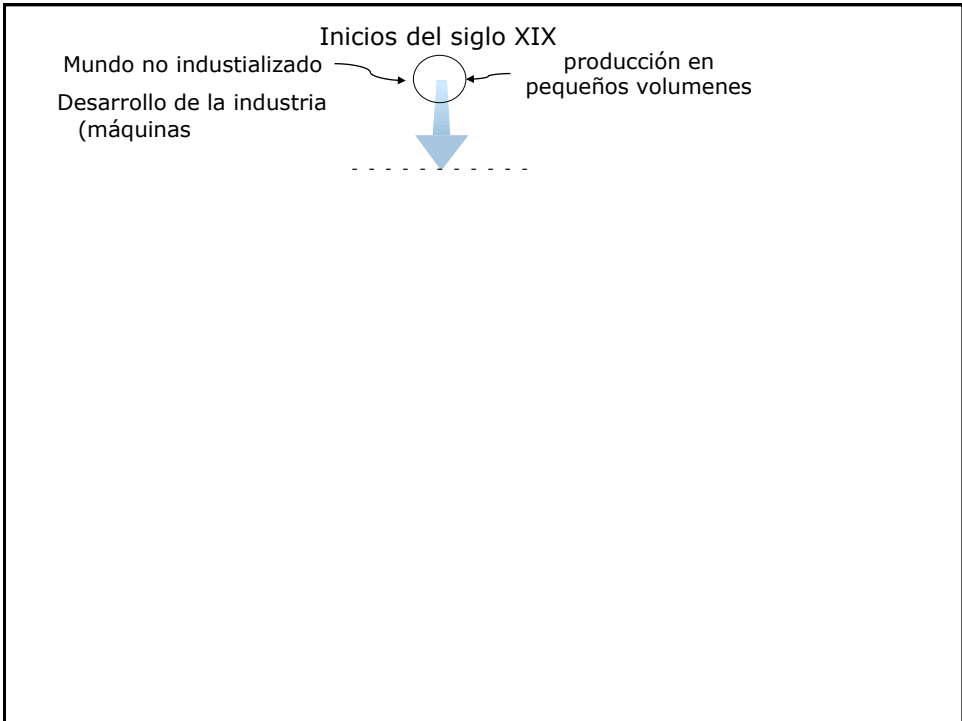 Inicios del siglo XIX
Mundo no industializado
producción en
pequeños volumenes
Desarrollo de la industria
(máquinas
- - - - - - - - - - -